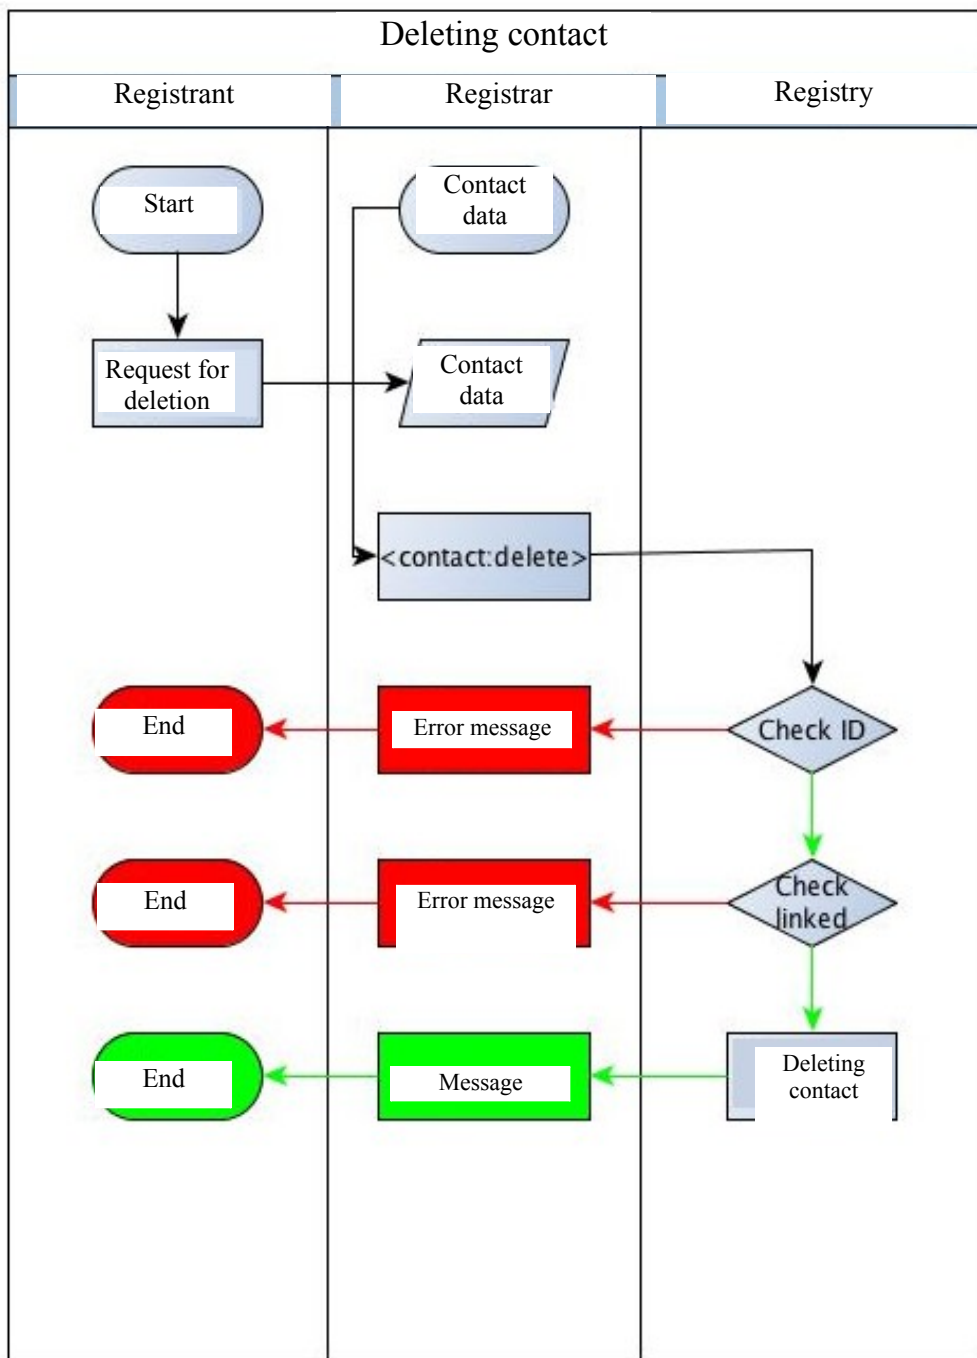 Deleting contact
Registrant
Registrar
Registry
Start
Contact
data
Request for
deletion
Contact
data
<contact:delete>
End
Error message
Check ID
End
Error message
Check
linked
End
Message
Deleting
contact